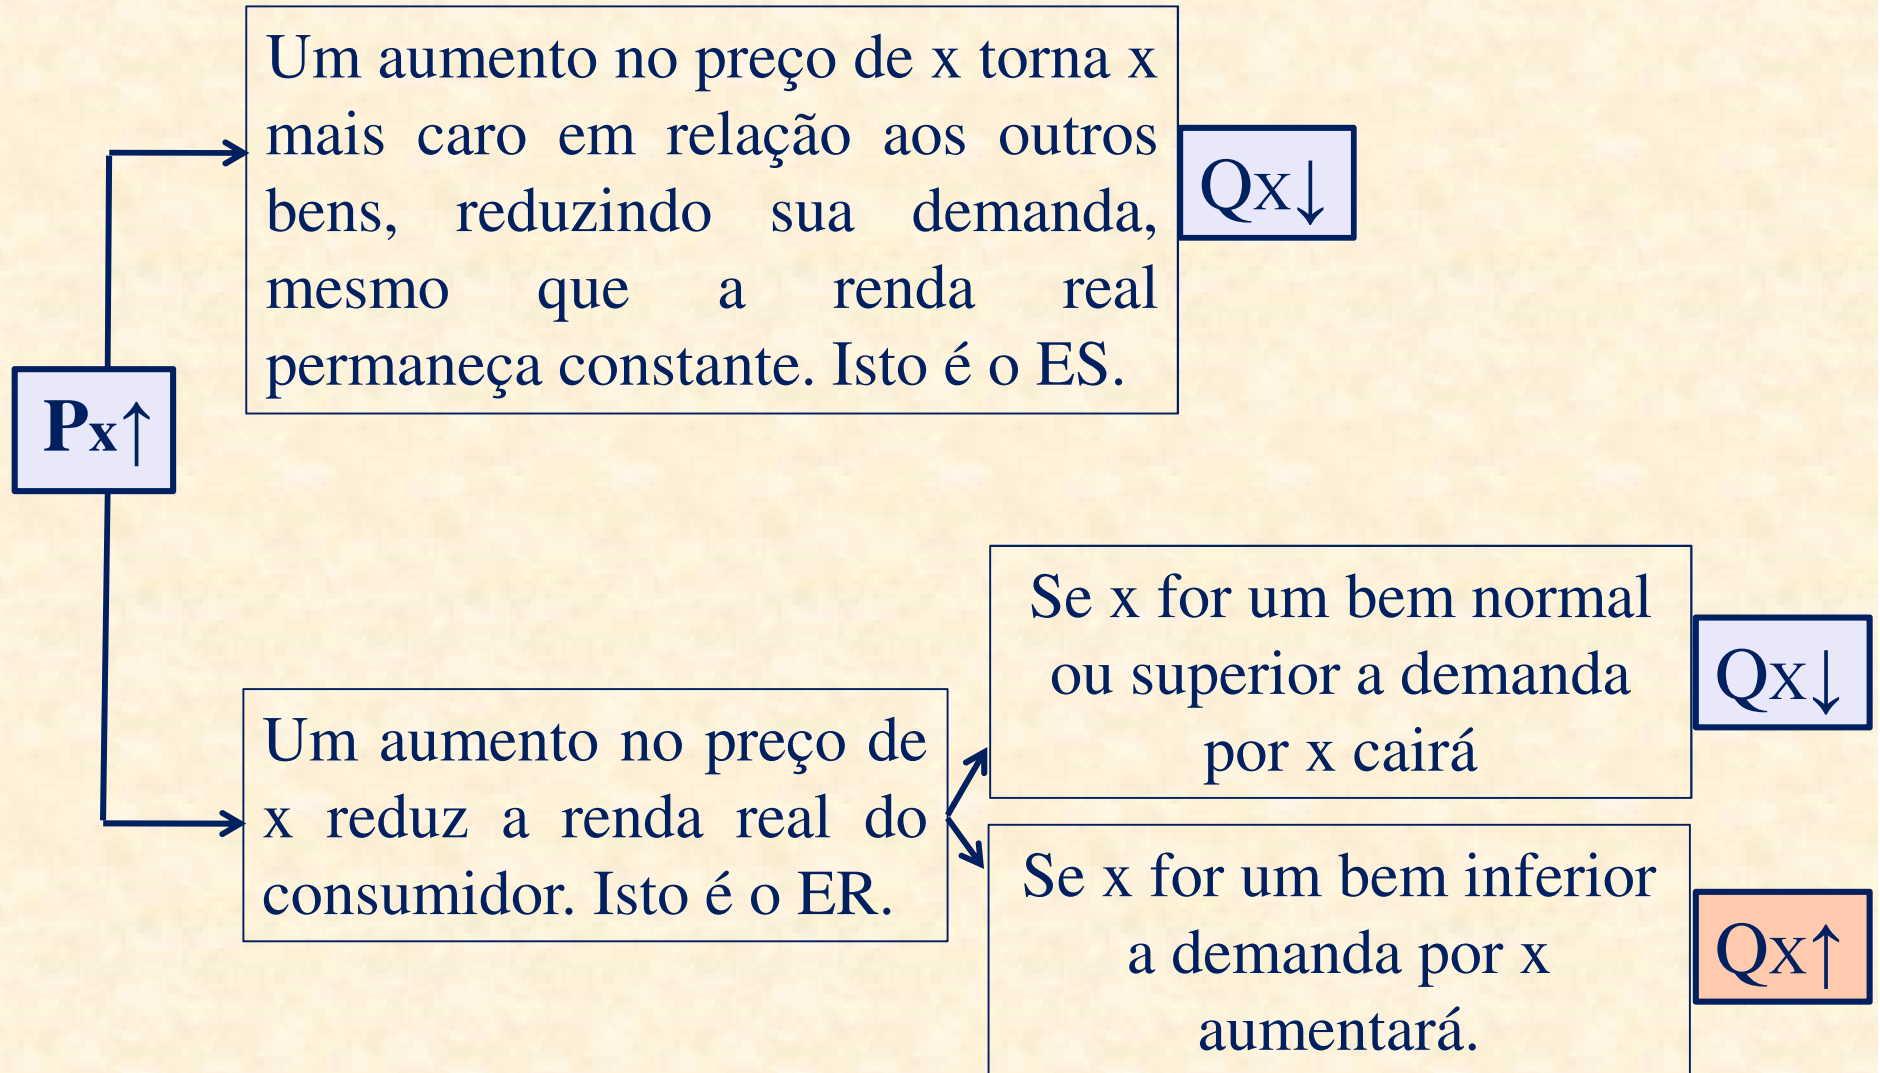 Um aumento no preço de x torna x
mais caro em relação aos outros
bens, reduzindo sua demanda,
mesmo que a renda real
permaneça constante. Isto é o ES.
Qx↓
Px↑
Um aumento no preço de
x reduz a renda real do
consumidor. Isto é o ER.
Se x for um bem normal
ou superior a demanda
por x cairá
Qx↓
Se x for um bem inferior
a demanda por x
aumentará.
Qx↑